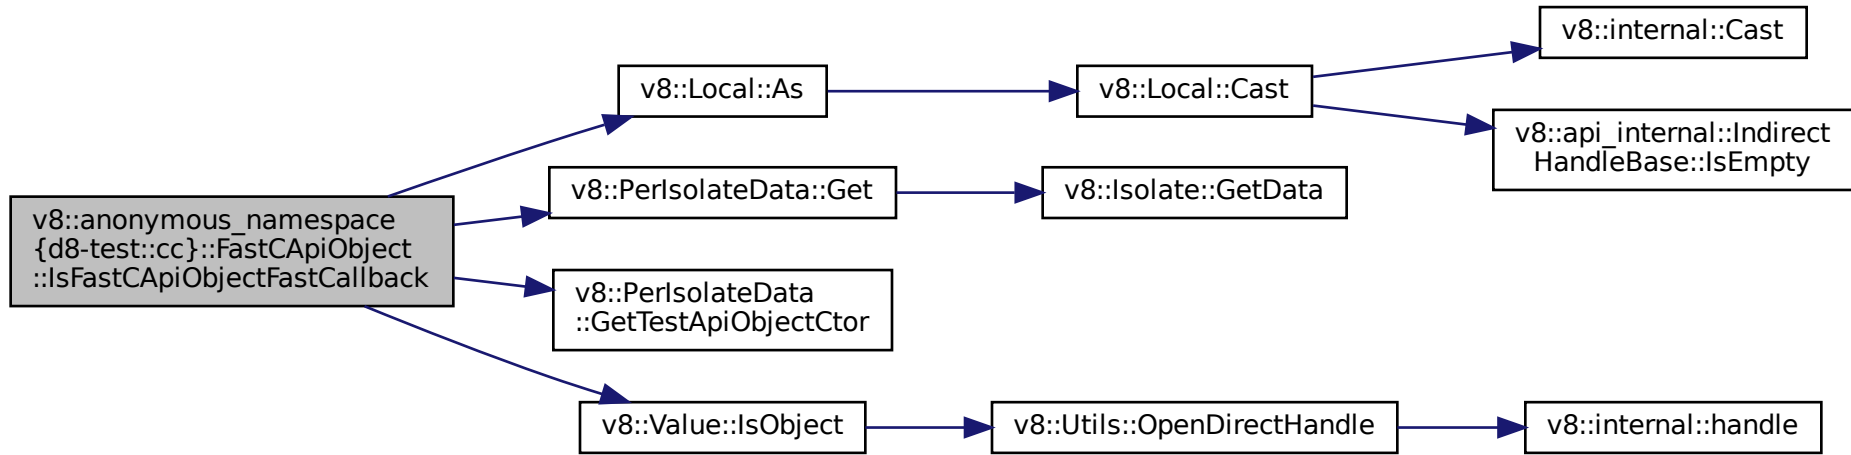 v8::internal::Cast
v8::Local::As
v8::Local::Cast
v8::api_internal::Indirect
HandleBase::IsEmpty
v8::PerIsolateData::Get
v8::Isolate::GetData
v8::anonymous_namespace
{d8-test::cc}::FastCApiObject
::IsFastCApiObjectFastCallback
v8::PerIsolateData
::GetTestApiObjectCtor
v8::Value::IsObject
v8::Utils::OpenDirectHandle
v8::internal::handle